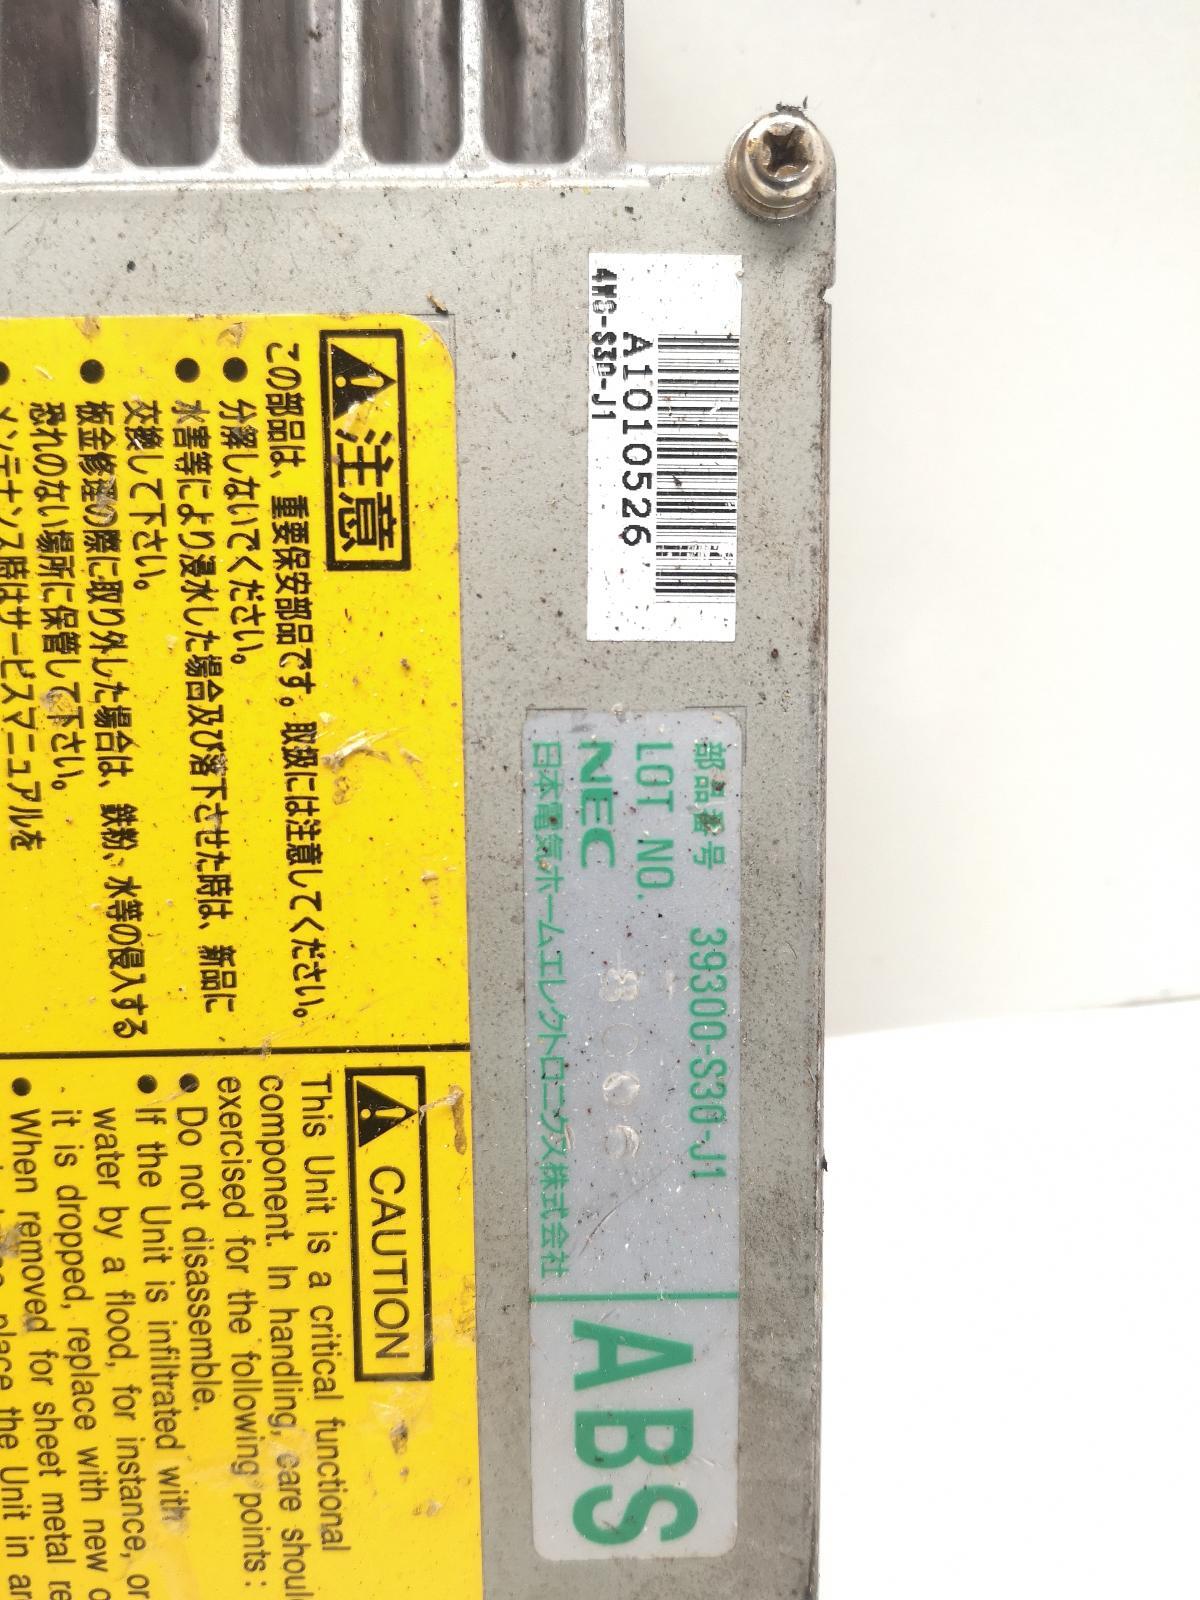 4WS-S30-J1
A1010526
部品番号 39300-S30-J1
LOT NO.
NEC
日本電気ホームエレクトロニクス株式会社
ABS
注意
この部品は、重要保安部品です。取扱には注意してください。
● 分解しないでください。
● 水害等により浸水した場合及び落下させた時は、新品に
交換して下さい。
● 板金修理の際に取り外した場合は、鉄粉、水等の侵入する
恐れのない場所に保管して下さい。
● メンテナンス時はサービスマニュアルを
CAUTION
This Unit is a critical functional
component. In handling, care shoul
exercised for the following points:
● Do not disassemble.
● If the Unit is infiltrated with
water by a flood, for instance, or
it is dropped, replace with new o
● When removed for sheet metal re
place the Unit in are